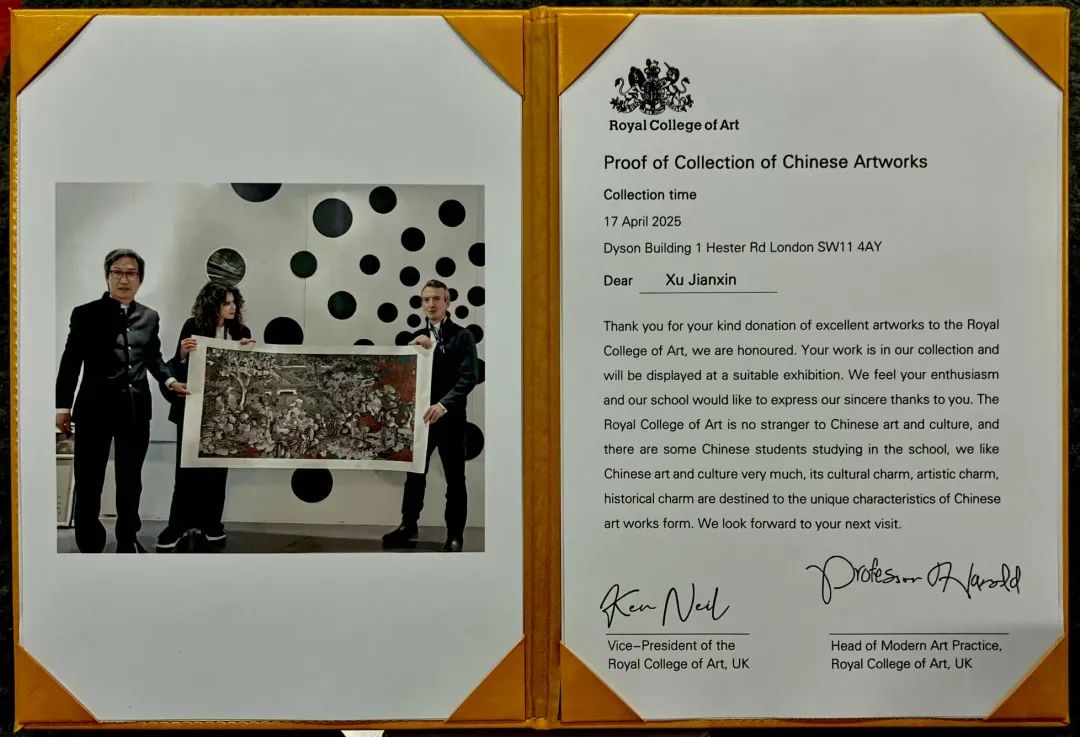 Royal College of Art
Proof of Collection of Chinese Artworks
Collection time
17 April 2025
Dyson Building 1 Hester Rd London SW11 4AY
Dear Xu Jianxin
Thank you for your kind donation of excellent artworks to the Royal
College of Art, we are honoured. Your work is in our collection and
will be displayed at a suitable exhibition. We feel your enthusiasm
and our school would like to express our sincere thanks to you. The
Royal College of Art is no stranger to Chinese art and culture, and
there are some Chinese students studying in the school, we like
Chinese art and culture very much, its cultural charm, artistic charm,
historical charm are destined to the unique characteristics of Chinese
art works form. We look forward to your next visit.
Ken Neil
Vice-President of the
Royal College of Art, UK
Professor Harold
Head of Modern Art Practice,
Royal College of Art, UK